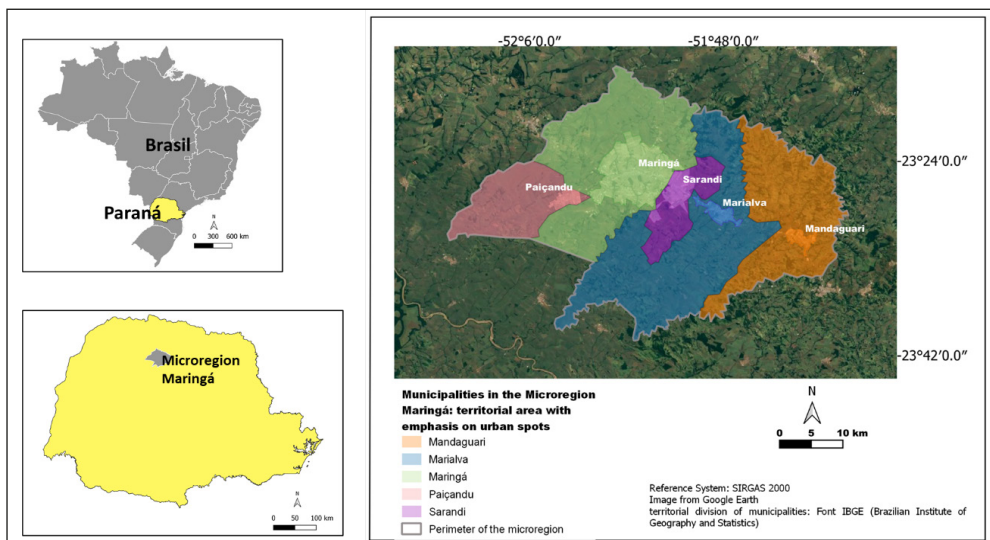 Brasil
Paraná
N
0 300 600 km
Microregion
Maringá
N
0 50 100 km
-52°6'0.0"
-51°48'0.0"
-23°24'0.0"
-23°42'0.0"
Maringá
Sarandi
Paiçandu
Marialva
Mandaguari
Municipalities in the Microregion
Maringá: territorial area with
emphasis on urban spots
Mandaguari
Marialva
Maringá
Paiçandu
Sarandi
Perimeter of the microregion
N
0 5 10 km
Reference System: SIRGAS 2000
Image from Google Earth
territorial division of municipalities: Font IBGE (Brazilian Institute of
Geography and Statistics)